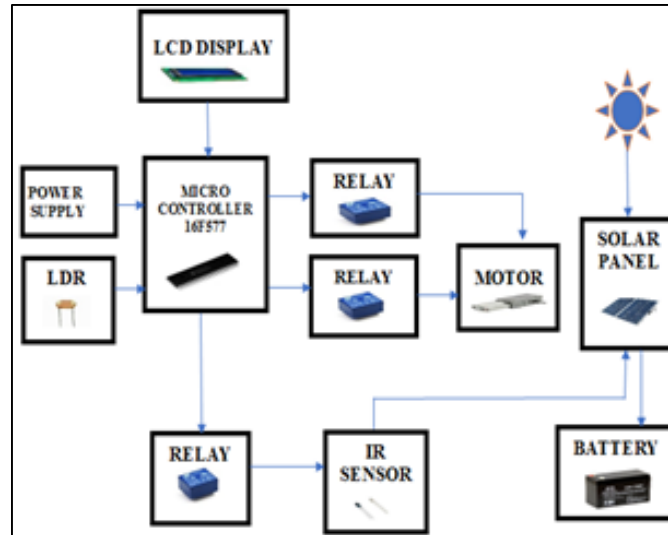 LCD DISPLAY
POWER
SUPPLY
MICRO
CONTROLLER
16F577
RELAY
SOLAR
PANEL
LDR
RELAY
MOTOR
RELAY
IR
SENSOR
BATTERY